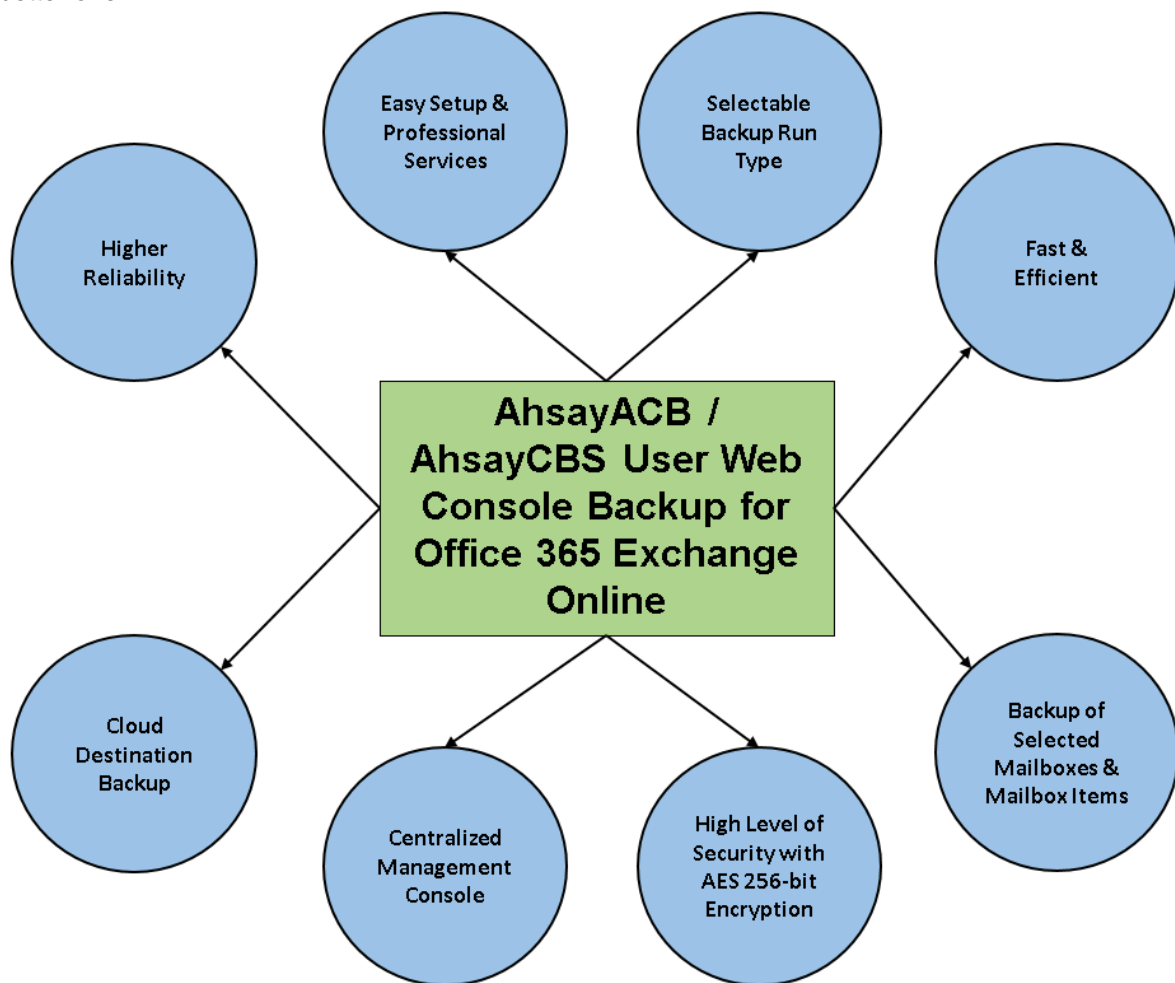 Easy Setup &
Professional
Services
Selectable
Backup Run
Type
Higher
Reliability
Fast &
Efficient
AhsayACB /
AhsayCBS User Web
Console Backup for
Office 365 Exchange
Online
Cloud
Destination
Backup
Backup of
Selected
Mailboxes &
Mailbox Items
Centralized
Management
Console
High Level of
Security with
AES 256-bit
Encryption